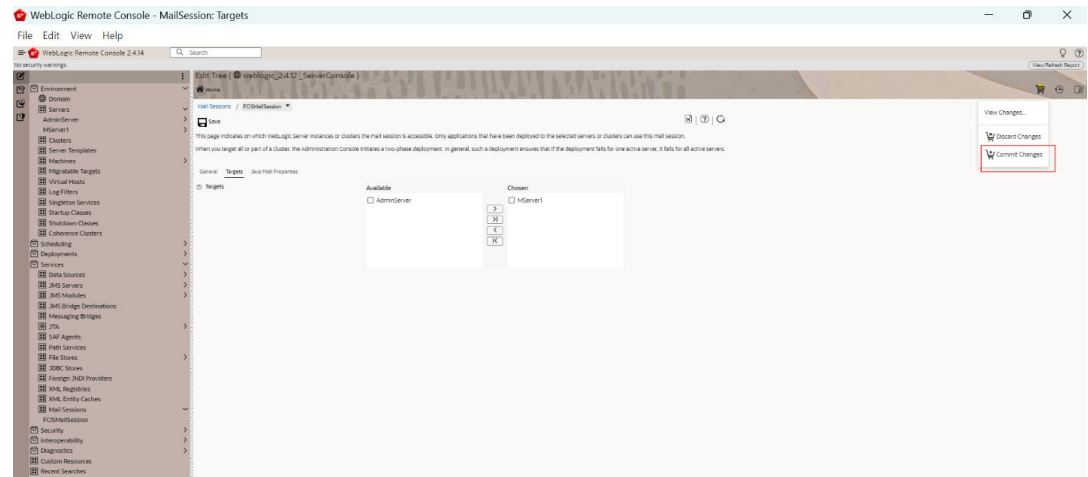 WebLogic Remote Console - MailSession: Targets
File Edit View Help
WebLogic Remote Console 2.4.14
Search
No security warnings.
View/Refresh Report
Edit Tree ( weblogic_2.4.12_ServerConsole )
Home
Environment
Domain
Servers
AdminServer
MServer1
Clusters
Server Templates
Machines
Migratable Targets
Virtual Hosts
Log Filters
Singleton Services
Startup Classes
Shutdown Classes
Coherence Clusters
Scheduling
Deployments
Services
Data Sources
JMS Servers
JMS Modules
JMS Bridge Destinations
Messaging Bridges
JTA
SAF Agents
Path Services
File Stores
JDBC Stores
Foreign JNDI Providers
XML Registries
XML Entity Caches
Mail Sessions
FCISMailSession
Security
Interoperability
Diagnostics
Custom Resources
Recent Searches
Mail Sessions / FCISMailSession
Save
This page indicates on which WebLogic Server instances or clusters the mail session is accessible. Only applications that have been deployed to the selected servers or clusters can use this mail session.
When you target all or part of a cluster, the Administration Console initiates a two-phase deployment. In general, such a deployment ensures that if the deployment fails for one active server, it fails for all active servers.
General Targets Java Mail Properties
Targets
Available
AdminServer
Chosen
MServer1
View Changes...
Discard Changes
Commit Changes